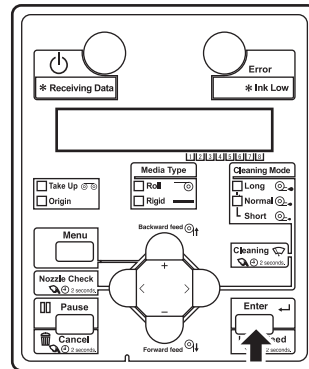 Error
* Receiving Data
* Ink Low
1 2 3 4 5 6 7 8
Media Type
Cleaning Mode
Take Up
Roll
Long
Origin
Rigid
Normal
Short
Menu
Backward feed
Cleaning
2 seconds.
Nozzle Check
2 seconds.
+
< >
−
Pause
Enter
Cancel
2 seconds.
Forward feed
2 seconds.